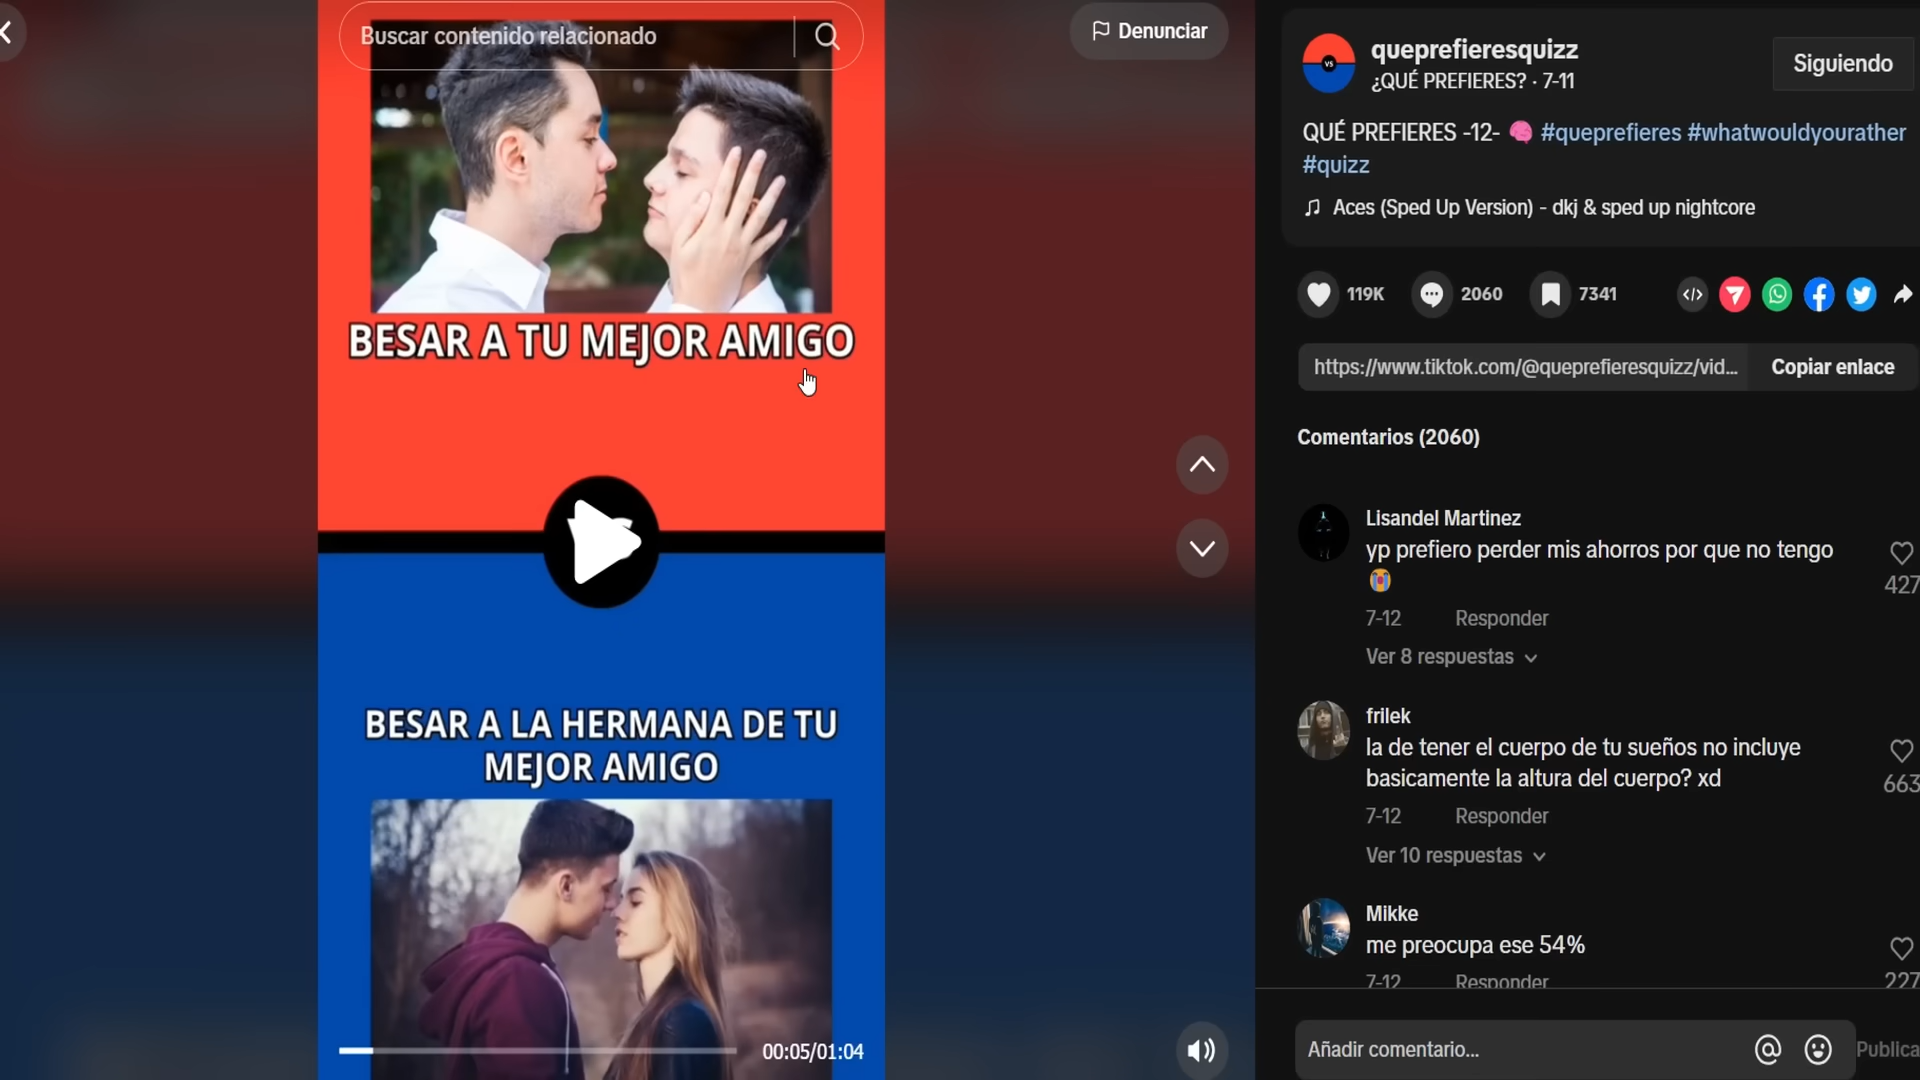 Buscar contenido relacionado
Denunciar
BESAR A TU MEJOR AMIGO
BESAR A LA HERMANA DE TU
MEJOR AMIGO
00:05/01:04
vs
queprefieresquizz
¿QUÉ PREFIERES? · 7-11
Siguiendo
QUÉ PREFIERES -12- 🧠 #queprefieres #whatwouldyourather
#quizz
Aces (Sped Up Version) - dkj & sped up nightcore
119K
2060
7341
https://www.tiktok.com/@queprefieresquizz/vid...
Copiar enlace
Comentarios (2060)
Lisandel Martinez
yp prefiero perder mis ahorros por que no tengo
😭
427
7-12 Responder
Ver 8 respuestas
frilek
la de tener el cuerpo de tu sueños no incluye
basicamente la altura del cuerpo? xd
663
7-12 Responder
Ver 10 respuestas
Mikke
me preocupa ese 54%
227
7-12 Responder
Añadir comentario...
Publica